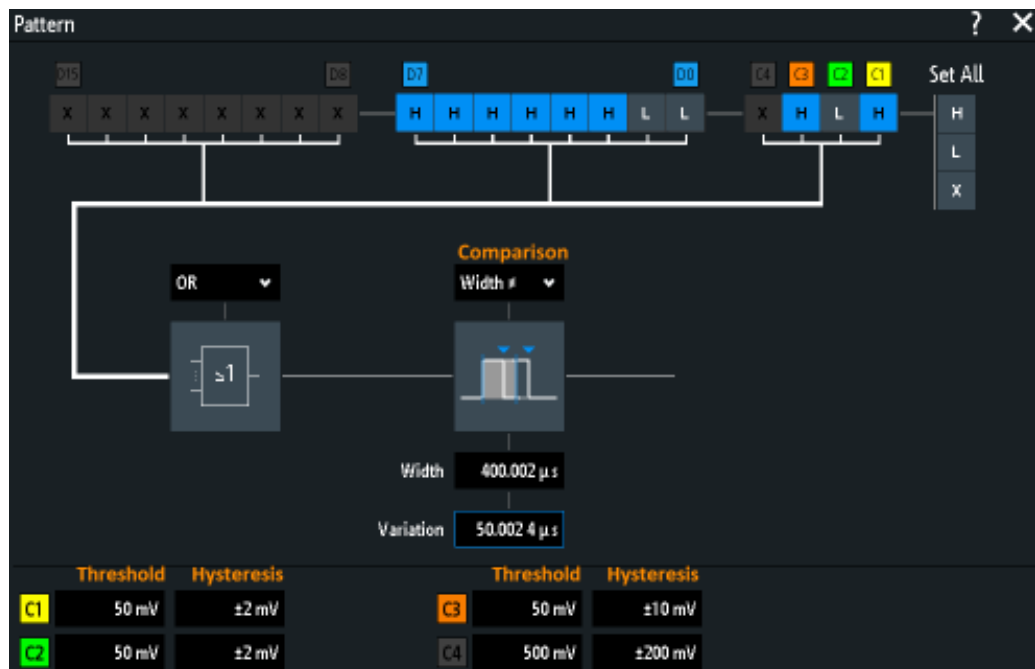 Pattern ? ✕
D15 D8 D7 D0 C4 C3 C2 C1 Set All
X X X X X X X X H H H H H H L L X H L H H
L
X
Comparison
OR Width ≠
≥1
Width 400.002 µs
Variation 50.002 4 µs
Threshold Hysteresis Threshold Hysteresis
C1 50 mV ±2 mV C3 50 mV ±10 mV
C2 50 mV ±2 mV C4 500 mV ±200 mV